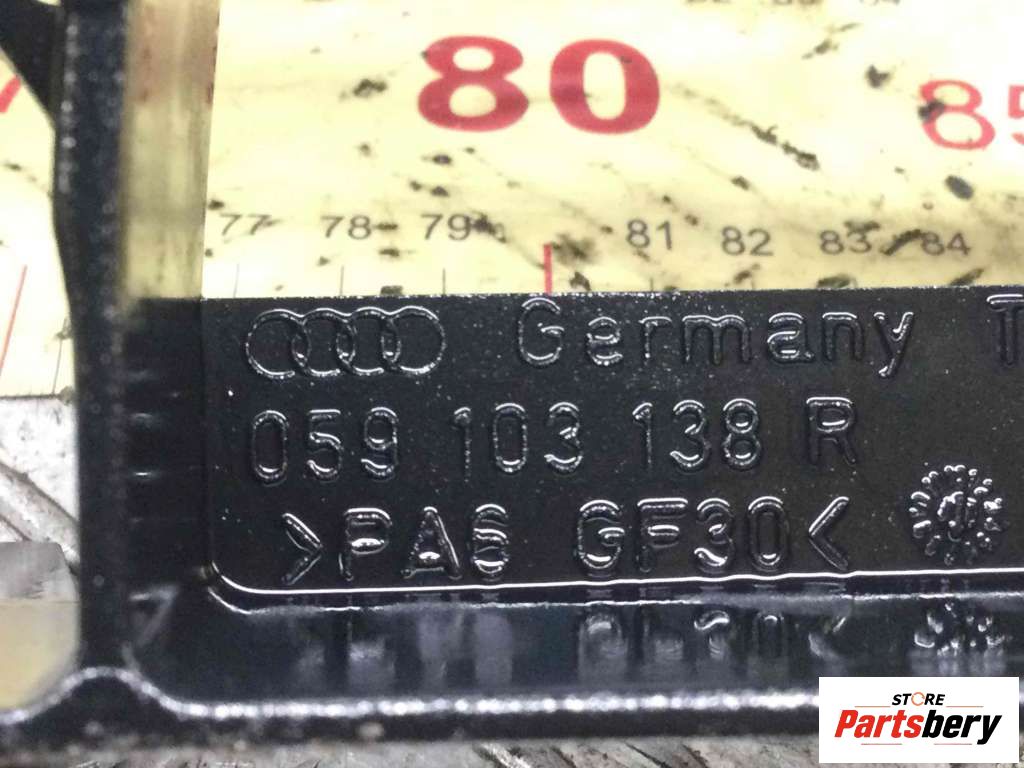 80 85
77 78 79 81 82 83 84
Germany
059 103 138 R
>PA6 GF30<
STORE
Partsbery